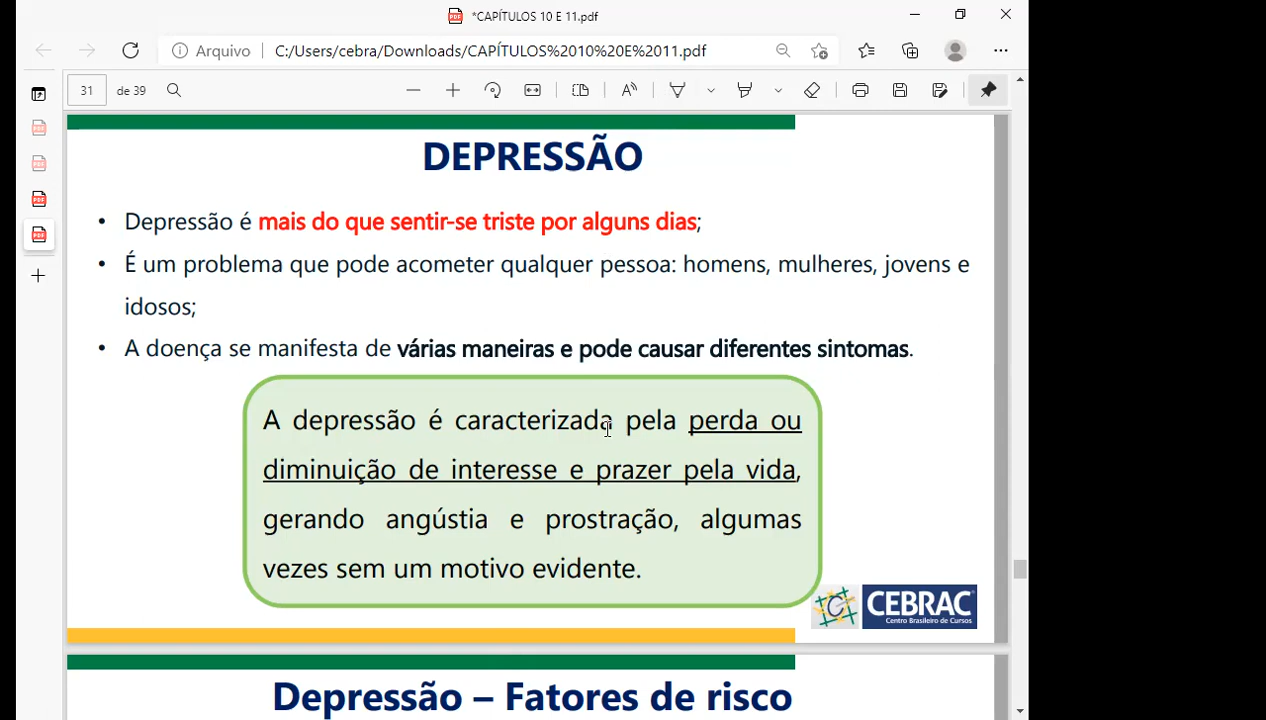 *CAPÍTULOS 10 E 11.pdf
Arquivo
C:/Users/cebra/Downloads/CAPÍTULOS%2010%20E%2011.pdf
31 de 39
DEPRESSÃO
• Depressão é mais do que sentir-se triste por alguns dias;
• É um problema que pode acometer qualquer pessoa: homens, mulheres, jovens e
idosos;
• A doença se manifesta de várias maneiras e pode causar diferentes sintomas.
A depressão é caracterizada pela perda ou
diminuição de interesse e prazer pela vida,
gerando angústia e prostração, algumas
vezes sem um motivo evidente.
CEBRAC®
Centro Brasileiro de Cursos
Depressão – Fatores de risco